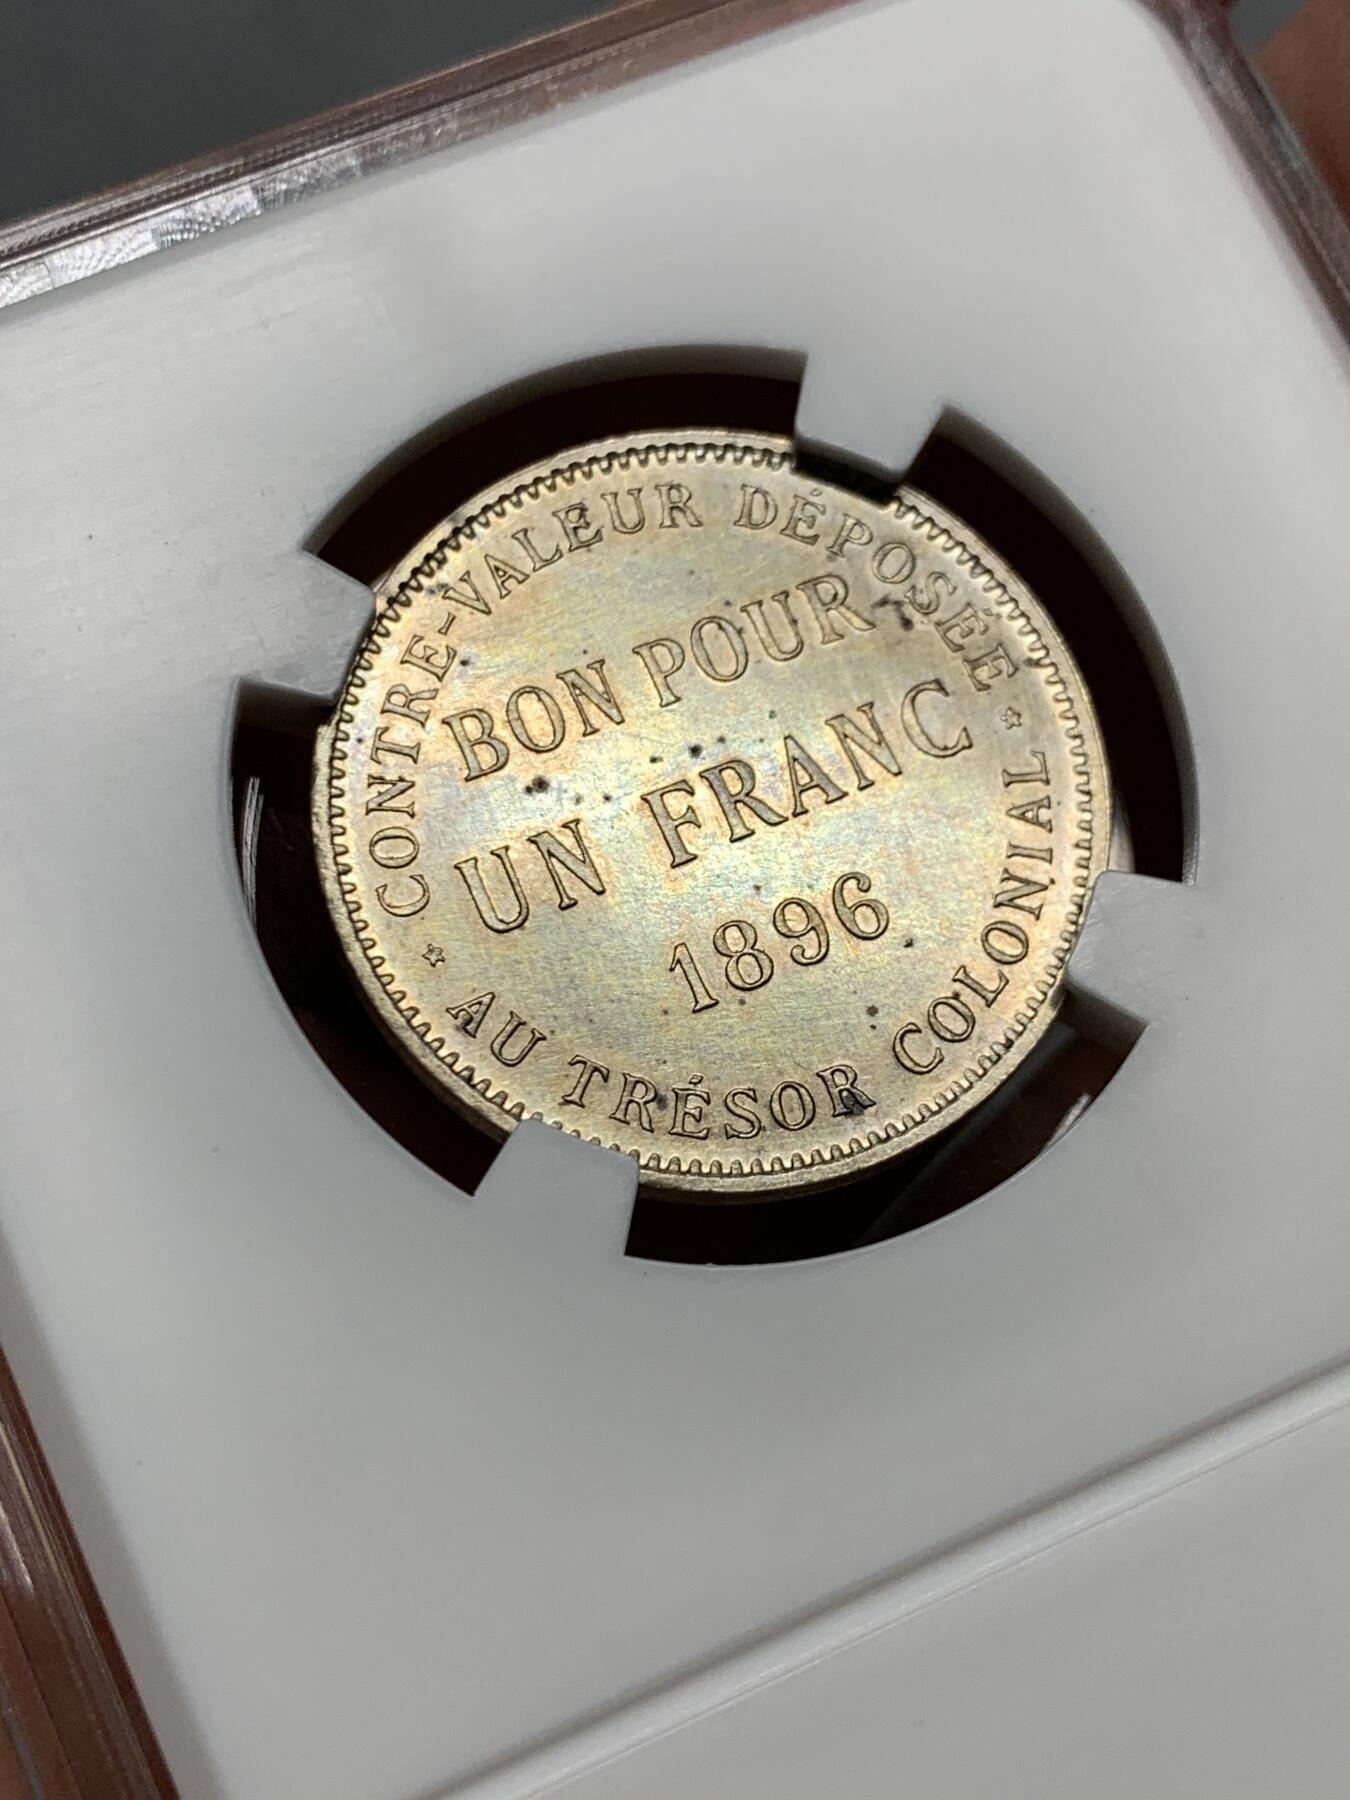 CONTRE-VALEUR DÉPOSÉE
BON POUR
UN FRANC
1896
AU TRÉSOR COLONIAL